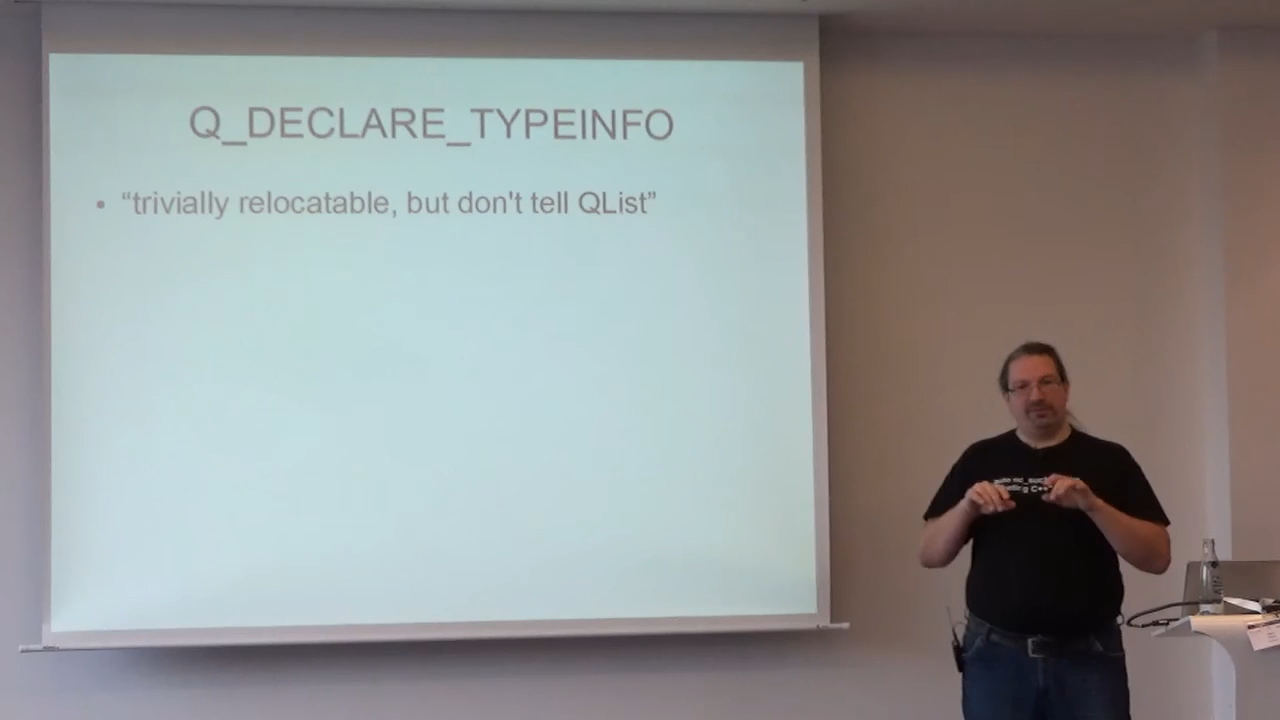 Q_DECLARE_TYPEINFO
• “trivially relocatable, but don't tell QList”
C++